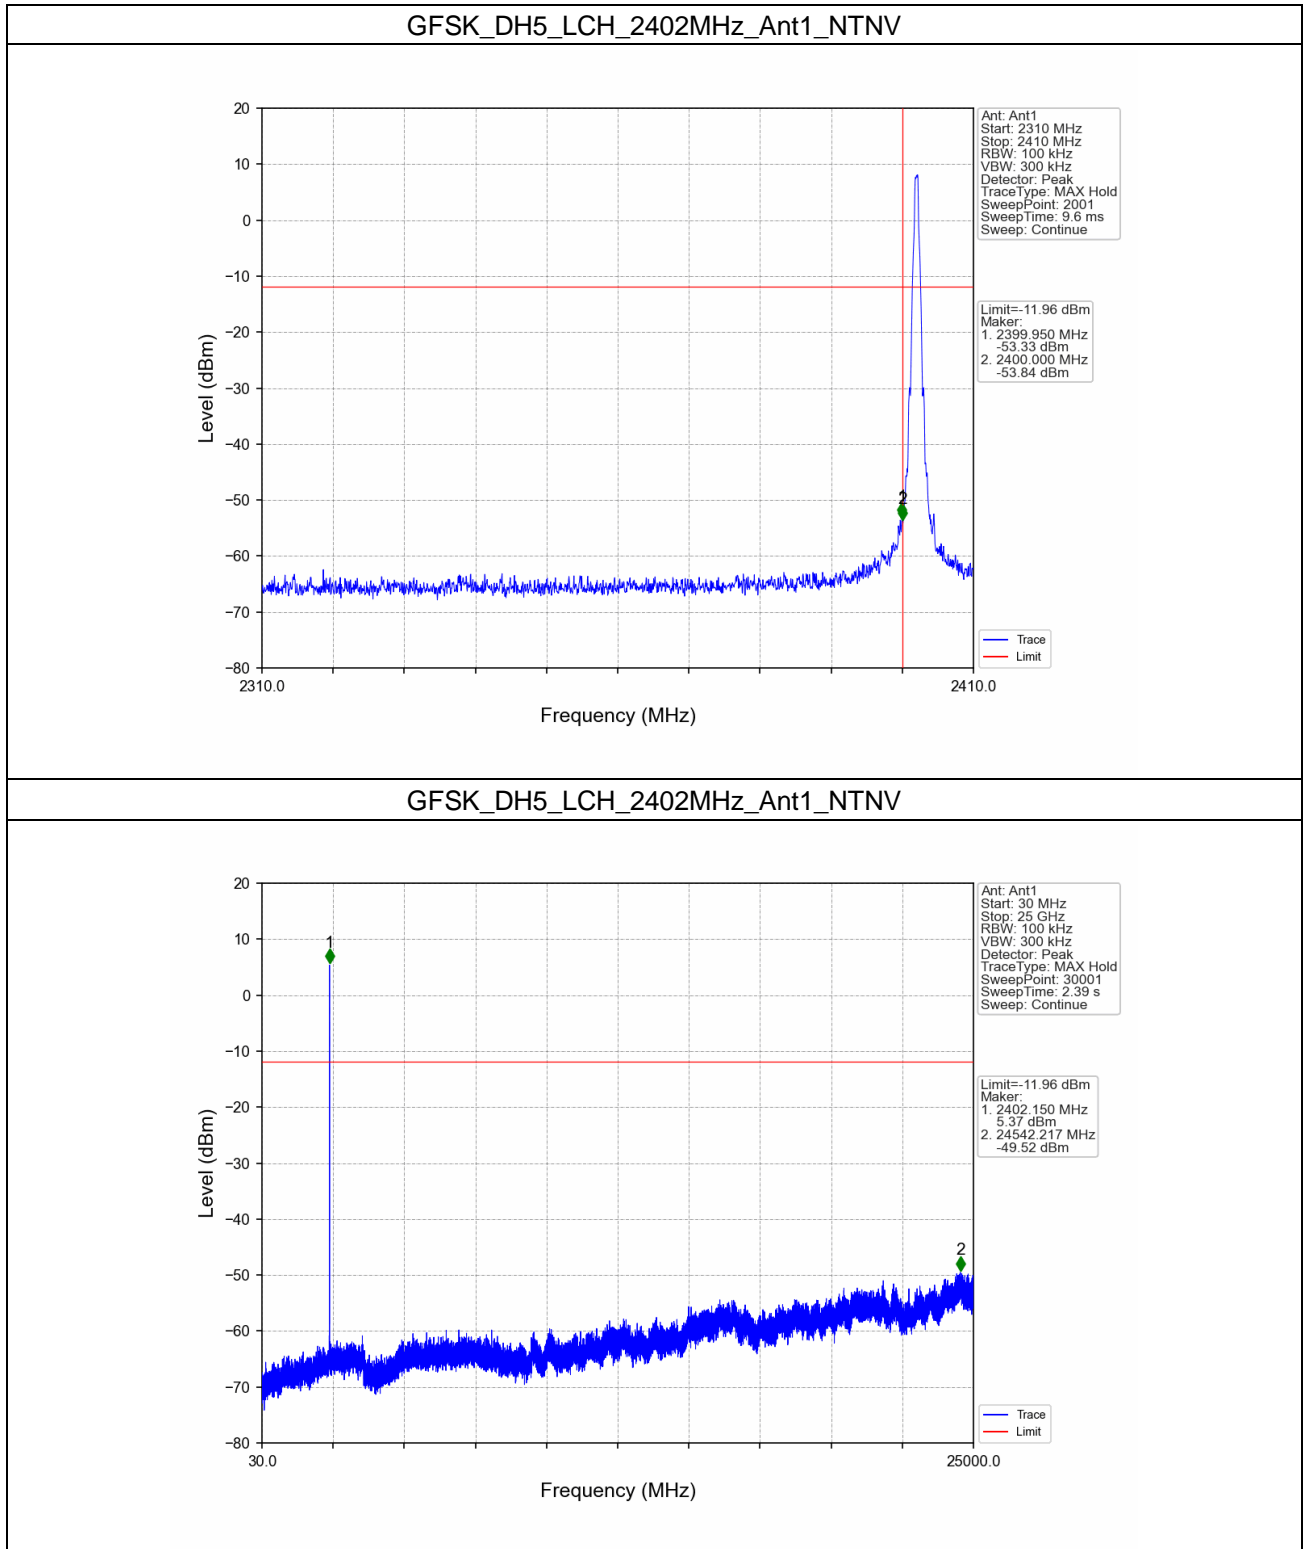 GFSK_DH5_LCH_2402MHz_Ant1_NTNV
20
10
0
−10
−20
−30
−40
−50
−60
−70
−80
Level (dBm)
2310.0
2410.0
Frequency (MHz)
2
Ant: Ant1
Start: 2310 MHz
Stop: 2410 MHz
RBW: 100 kHz
VBW: 300 kHz
Detector: Peak
TraceType: MAX Hold
SweepPoint: 2001
SweepTime: 9.6 ms
Sweep: Continue
Limit=-11.96 dBm
Maker:
1. 2399.950 MHz
-53.33 dBm
2. 2400.000 MHz
-53.84 dBm
Trace
Limit
GFSK_DH5_LCH_2402MHz_Ant1_NTNV
20
10
0
−10
−20
−30
−40
−50
−60
−70
−80
Level (dBm)
30.0
25000.0
Frequency (MHz)
1
2
Ant: Ant1
Start: 30 MHz
Stop: 25 GHz
RBW: 100 kHz
VBW: 300 kHz
Detector: Peak
TraceType: MAX Hold
SweepPoint: 30001
SweepTime: 2.39 s
Sweep: Continue
Limit=-11.96 dBm
Maker:
1. 2402.150 MHz
5.37 dBm
2. 24542.217 MHz
-49.52 dBm
Trace
Limit